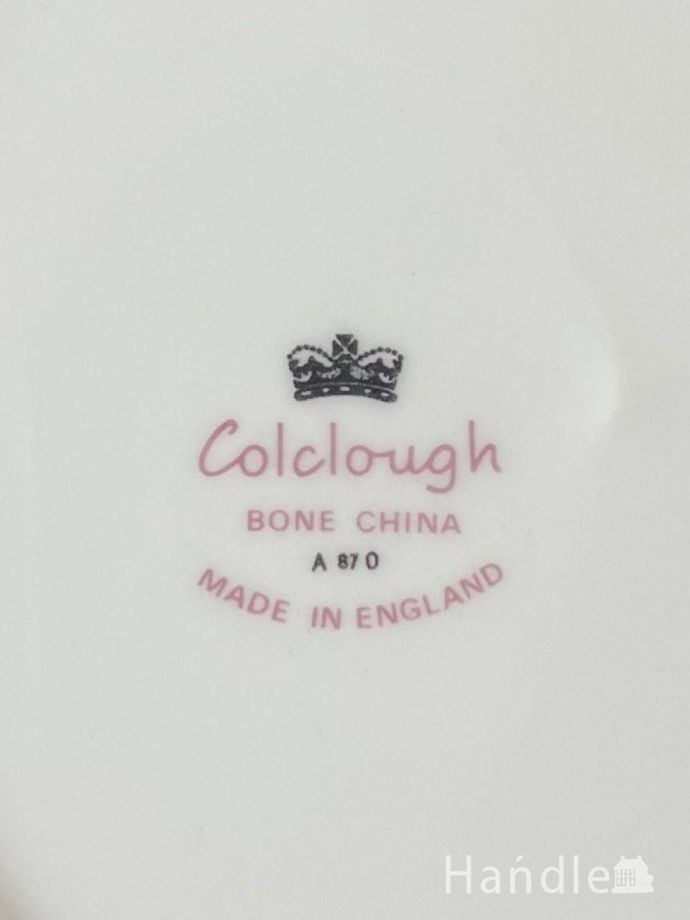 Colclough
BONE CHINA
A 870
MADE IN ENGLAND
Handle